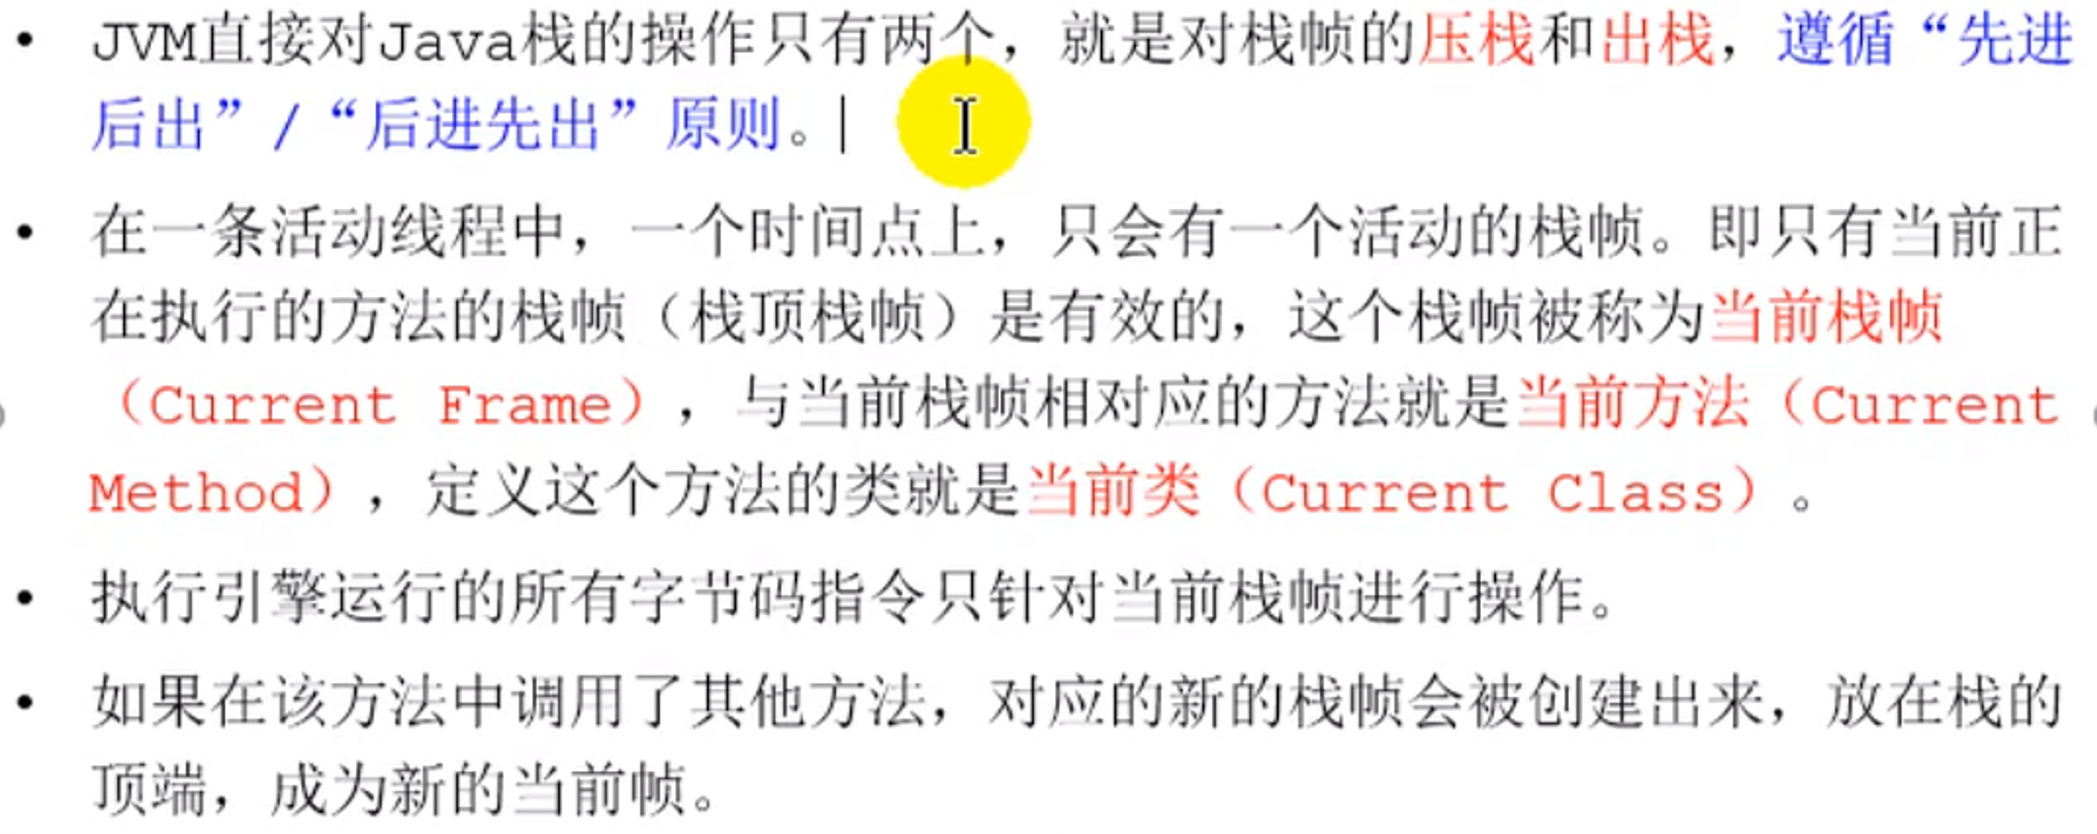 • JVM直接对Java栈的操作只有两个，就是对栈帧的压栈和出栈，遵循“先进
后出”/“后进先出”原则。
• 在一条活动线程中，一个时间点上，只会有一个活动的栈帧。即只有当前正
在执行的方法的栈帧（栈顶栈帧）是有效的，这个栈帧被称为当前栈帧
（Current Frame），与当前栈帧相对应的方法就是当前方法（Current
Method），定义这个方法的类就是当前类（Current Class）。
• 执行引擎运行的所有字节码指令只针对当前栈帧进行操作。
• 如果在该方法中调用了其他方法，对应的新的栈帧会被创建出来，放在栈的
顶端，成为新的当前帧。